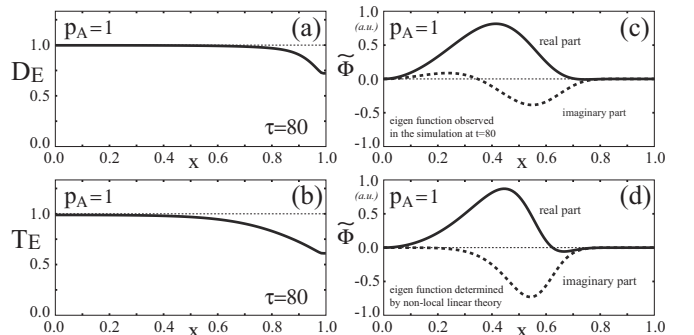 p_A=1
(a)
1.0
D_E
0.75
0.0
τ=80
0.0 0.2 0.4 0.6 0.8 1.0
x
p_A=1
(b)
1.0
T_E
0.75
0.0
τ=80
0.0 0.2 0.4 0.6 0.8 1.0
x
1.0
(a.u.)
p_A=1
(c)
0.5
real part
Φ̃
0.0
-0.5
imaginary part
eigen function observed
in the simulation at t=80
-1.0
0.0 0.2 0.4 0.6 0.8 1.0
x
1.0
(a.u.)
p_A=1
(d)
0.5
real part
Φ̃
0.0
-0.5
imaginary part
eigen function determined
by non-local linear theory
-1.0
0.0 0.2 0.4 0.6 0.8 1.0
x